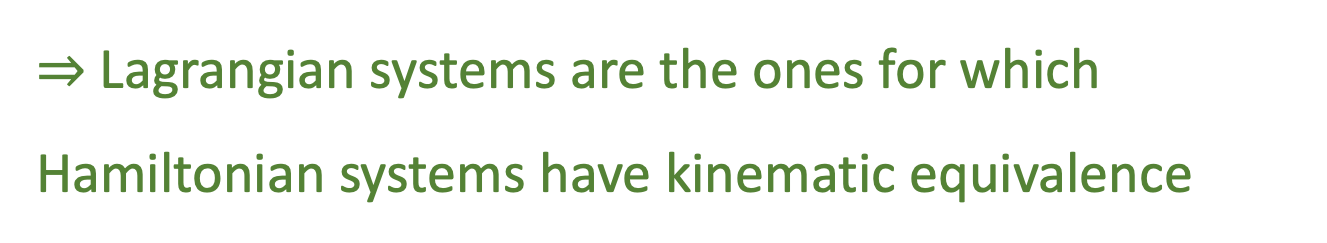 ⇒ Lagrangian systems are the ones for which
Hamiltonian systems have kinematic equivalence